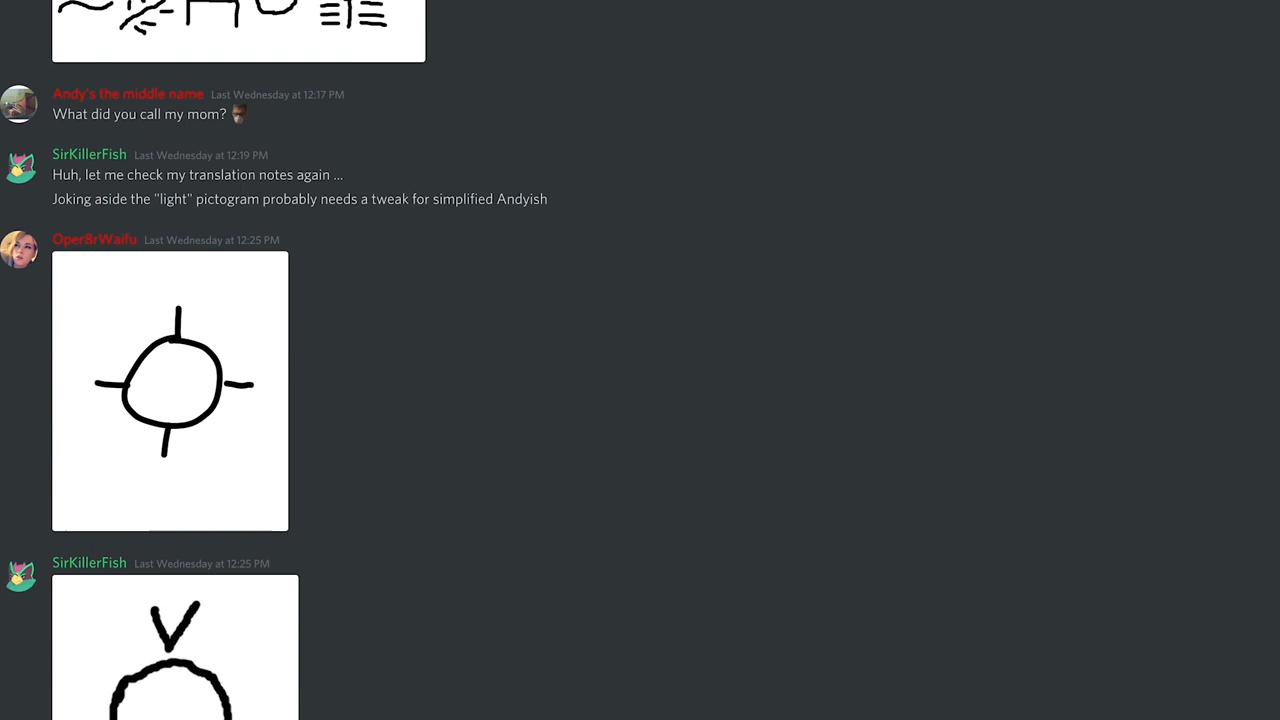 Andy's the middle name Last Wednesday at 12:17 PM
What did you call my mom?
SirKillerFish Last Wednesday at 12:19 PM
Huh, let me check my translation notes again ...
Joking aside the "light" pictogram probably needs a tweak for simplified Andyish
Oper8rWaifu Last Wednesday at 12:25 PM
SirKillerFish Last Wednesday at 12:25 PM